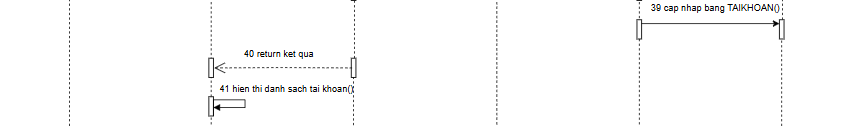 39 cap nhap bang TAIKHOAN()
40 return ket qua
41 hien thi danh sach tai khoan()